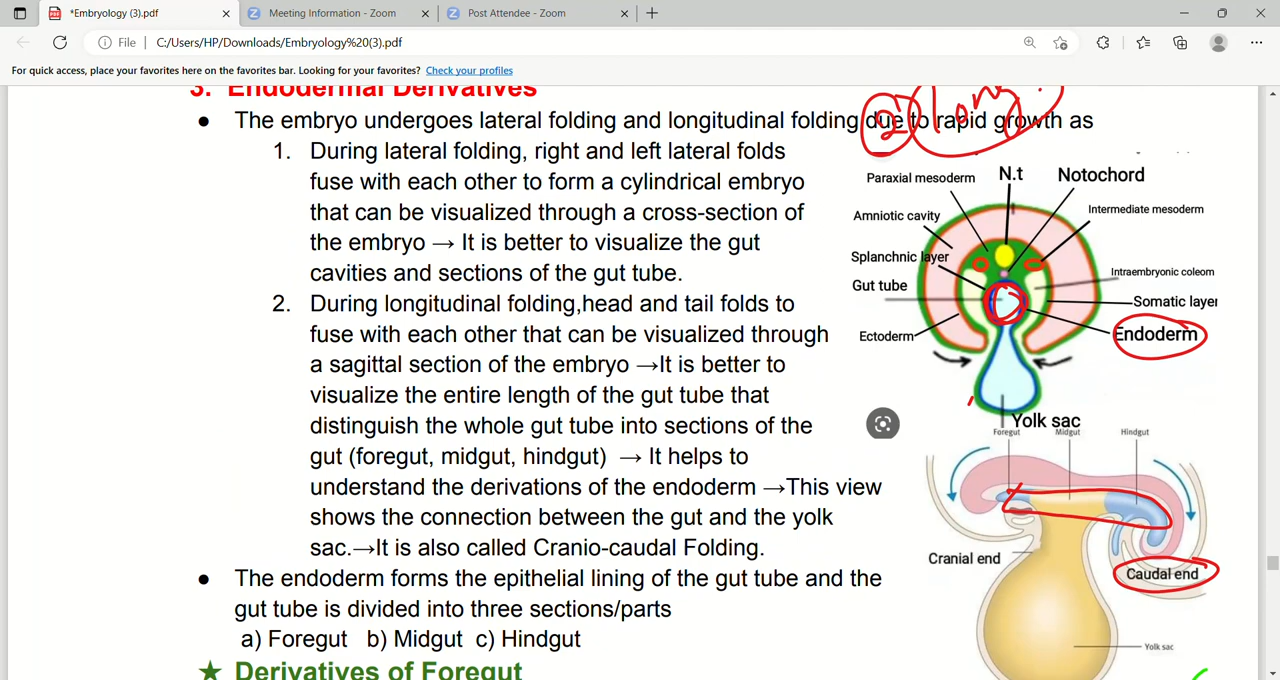 *Embryology (3).pdf
Meeting Information - Zoom
Post Attendee - Zoom
File
C:/Users/HP/Downloads/Embryology%20(3).pdf
For quick access, place your favorites here on the favorites bar. Looking for your favorites? Check your profiles
3. Endodermal Derivatives
② long.
● The embryo undergoes lateral folding and longitudinal folding due to rapid growth as
1. During lateral folding, right and left lateral folds
fuse with each other to form a cylindrical embryo
that can be visualized through a cross-section of
the embryo → It is better to visualize the gut
cavities and sections of the gut tube.
2. During longitudinal folding,head and tail folds to
fuse with each other that can be visualized through
a sagittal section of the embryo →It is better to
visualize the entire length of the gut tube that
distinguish the whole gut tube into sections of the
gut (foregut, midgut, hindgut) → It helps to
understand the derivations of the endoderm →This view
shows the connection between the gut and the yolk
sac.→It is also called Cranio-caudal Folding.
● The endoderm forms the epithelial lining of the gut tube and the
gut tube is divided into three sections/parts
a) Foregut b) Midgut c) Hindgut
★ Derivatives of Foregut
Paraxial mesoderm
N.t
Notochord
Amniotic cavity
Intermediate mesoderm
Splanchnic layer
Intraembryonic coleom
Gut tube
Somatic layer
Ectoderm
Endoderm
Yolk sac
Foregut
Midgut
Hindgut
Cranial end
Caudal end
Yolk sac